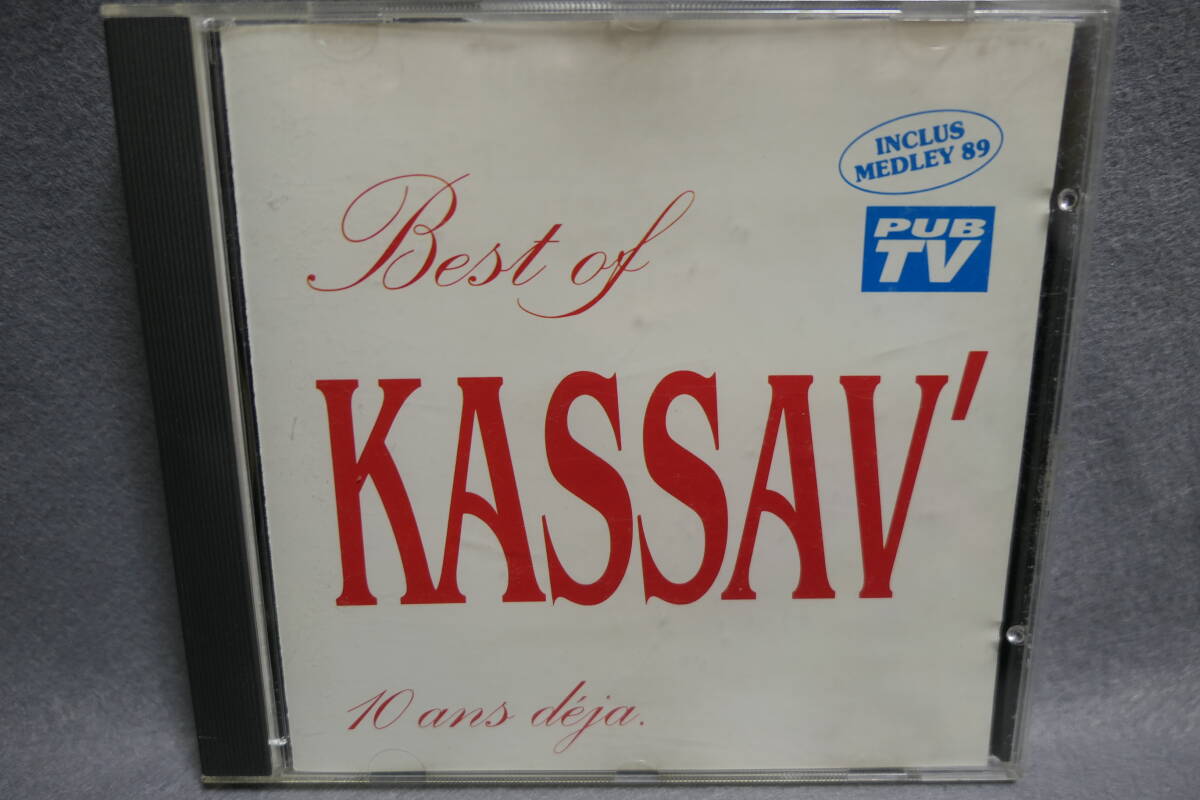 INCLUS
MEDLEY 89
PUB
TV
Best of
KASSAV'
10 ans déja.